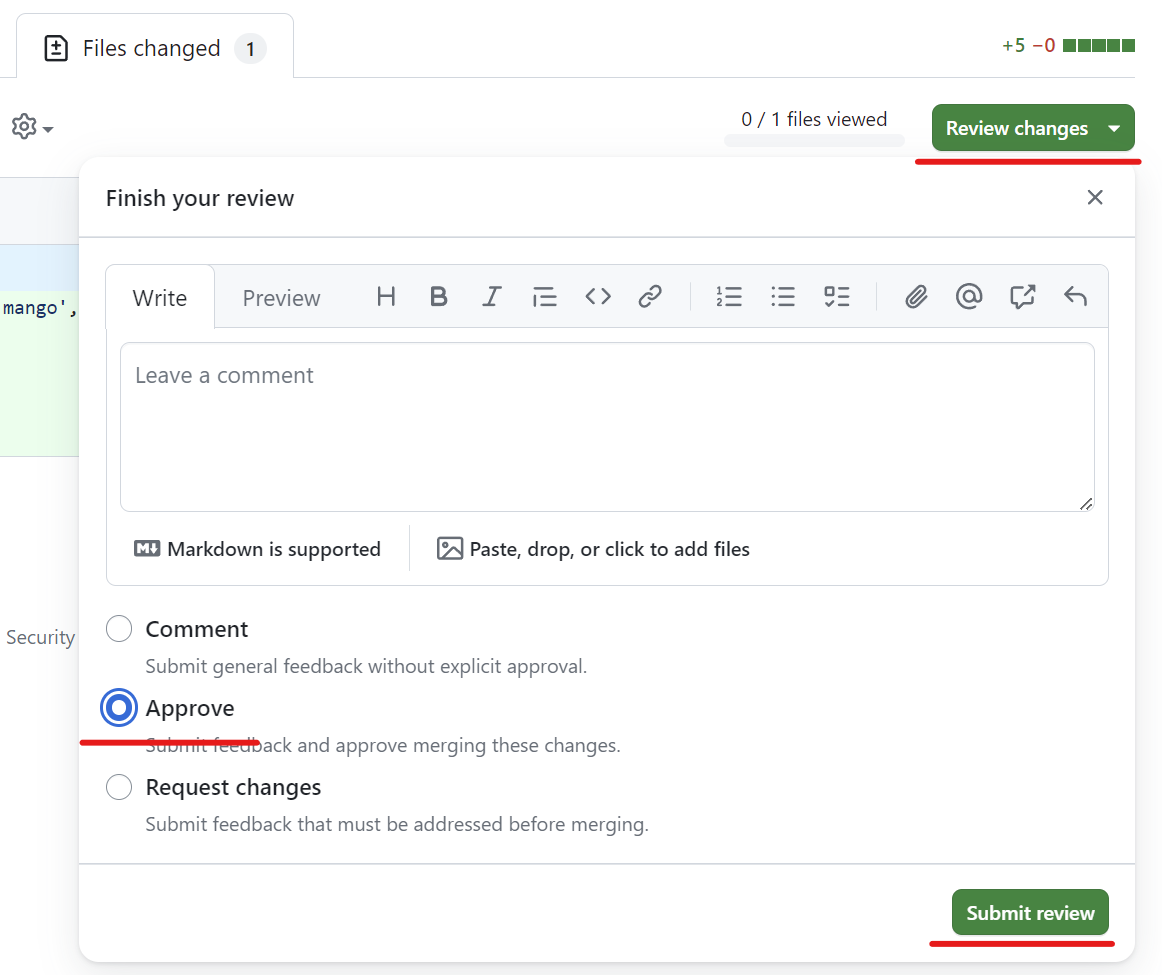 Files changed 1
+5 −0
0 / 1 files viewed
Review changes
Finish your review
mango',
Write Preview H B I
Leave a comment
Markdown is supported Paste, drop, or click to add files
Comment
Security
Submit general feedback without explicit approval.
Approve
Submit feedback and approve merging these changes.
Request changes
Submit feedback that must be addressed before merging.
Submit review